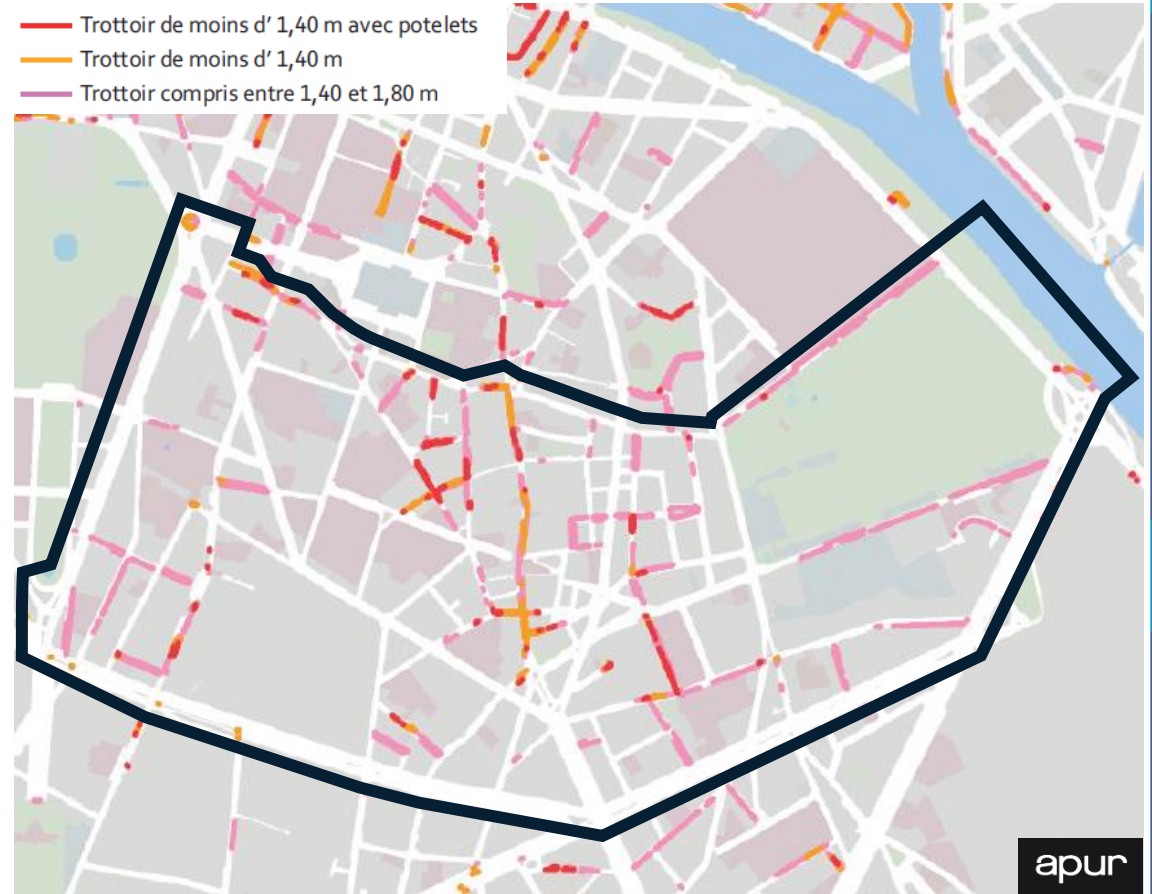 Trottoir de moins d’ 1,40 m avec potelets
Trottoir de moins d’ 1,40 m
Trottoir compris entre 1,40 et 1,80 m
apur